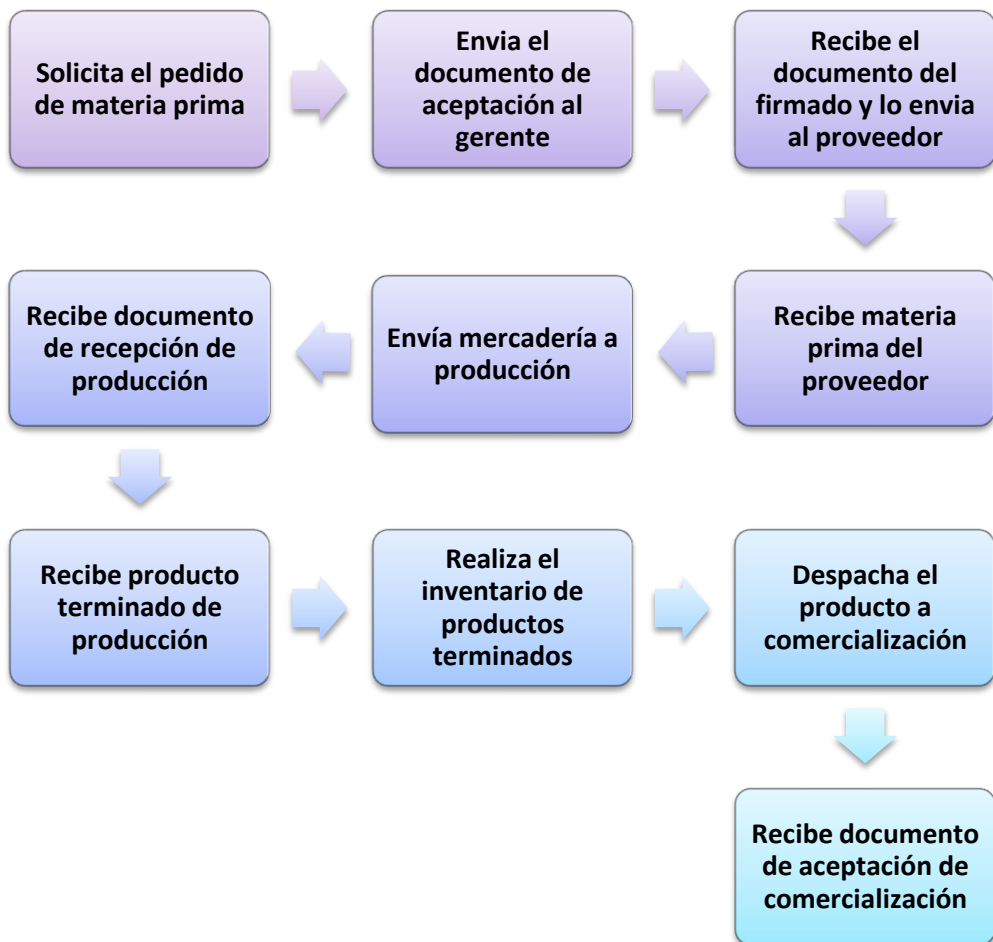 Solicita el pedido
de materia prima
Envia el
documento de
aceptación al
gerente
Recibe el
documento del
firmado y lo envia
al proveedor
Recibe materia
prima del
proveedor
Envía mercadería a
producción
Recibe documento
de recepción de
producción
Recibe producto
terminado de
producción
Realiza el
inventario de
productos
terminados
Despacha el
producto a
comercialización
Recibe documento
de aceptación de
comercialización